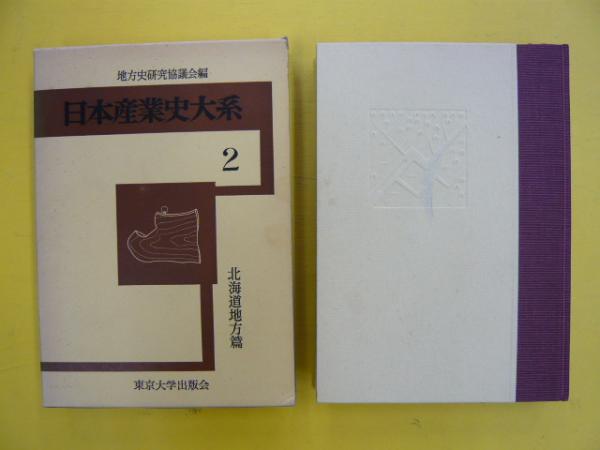 地方史研究協議会編
日本産業史大系
2
北海道地方篇
東京大学出版会